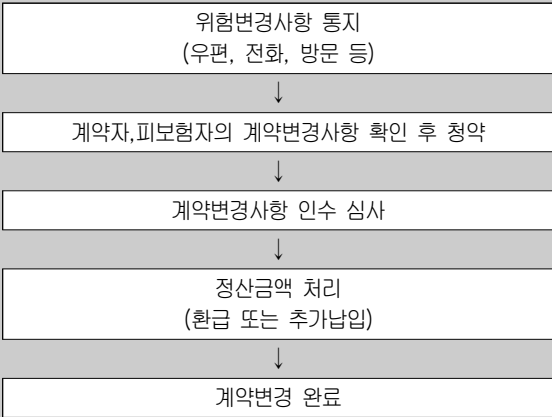 위험변경사항 통지
(우편, 전화, 방문 등)
↓
계약자,피보험자의 계약변경사항 확인 후 청약
↓
계약변경사항 인수 심사
↓
정산금액 처리
(환급 또는 추가납입)
↓
계약변경 완료